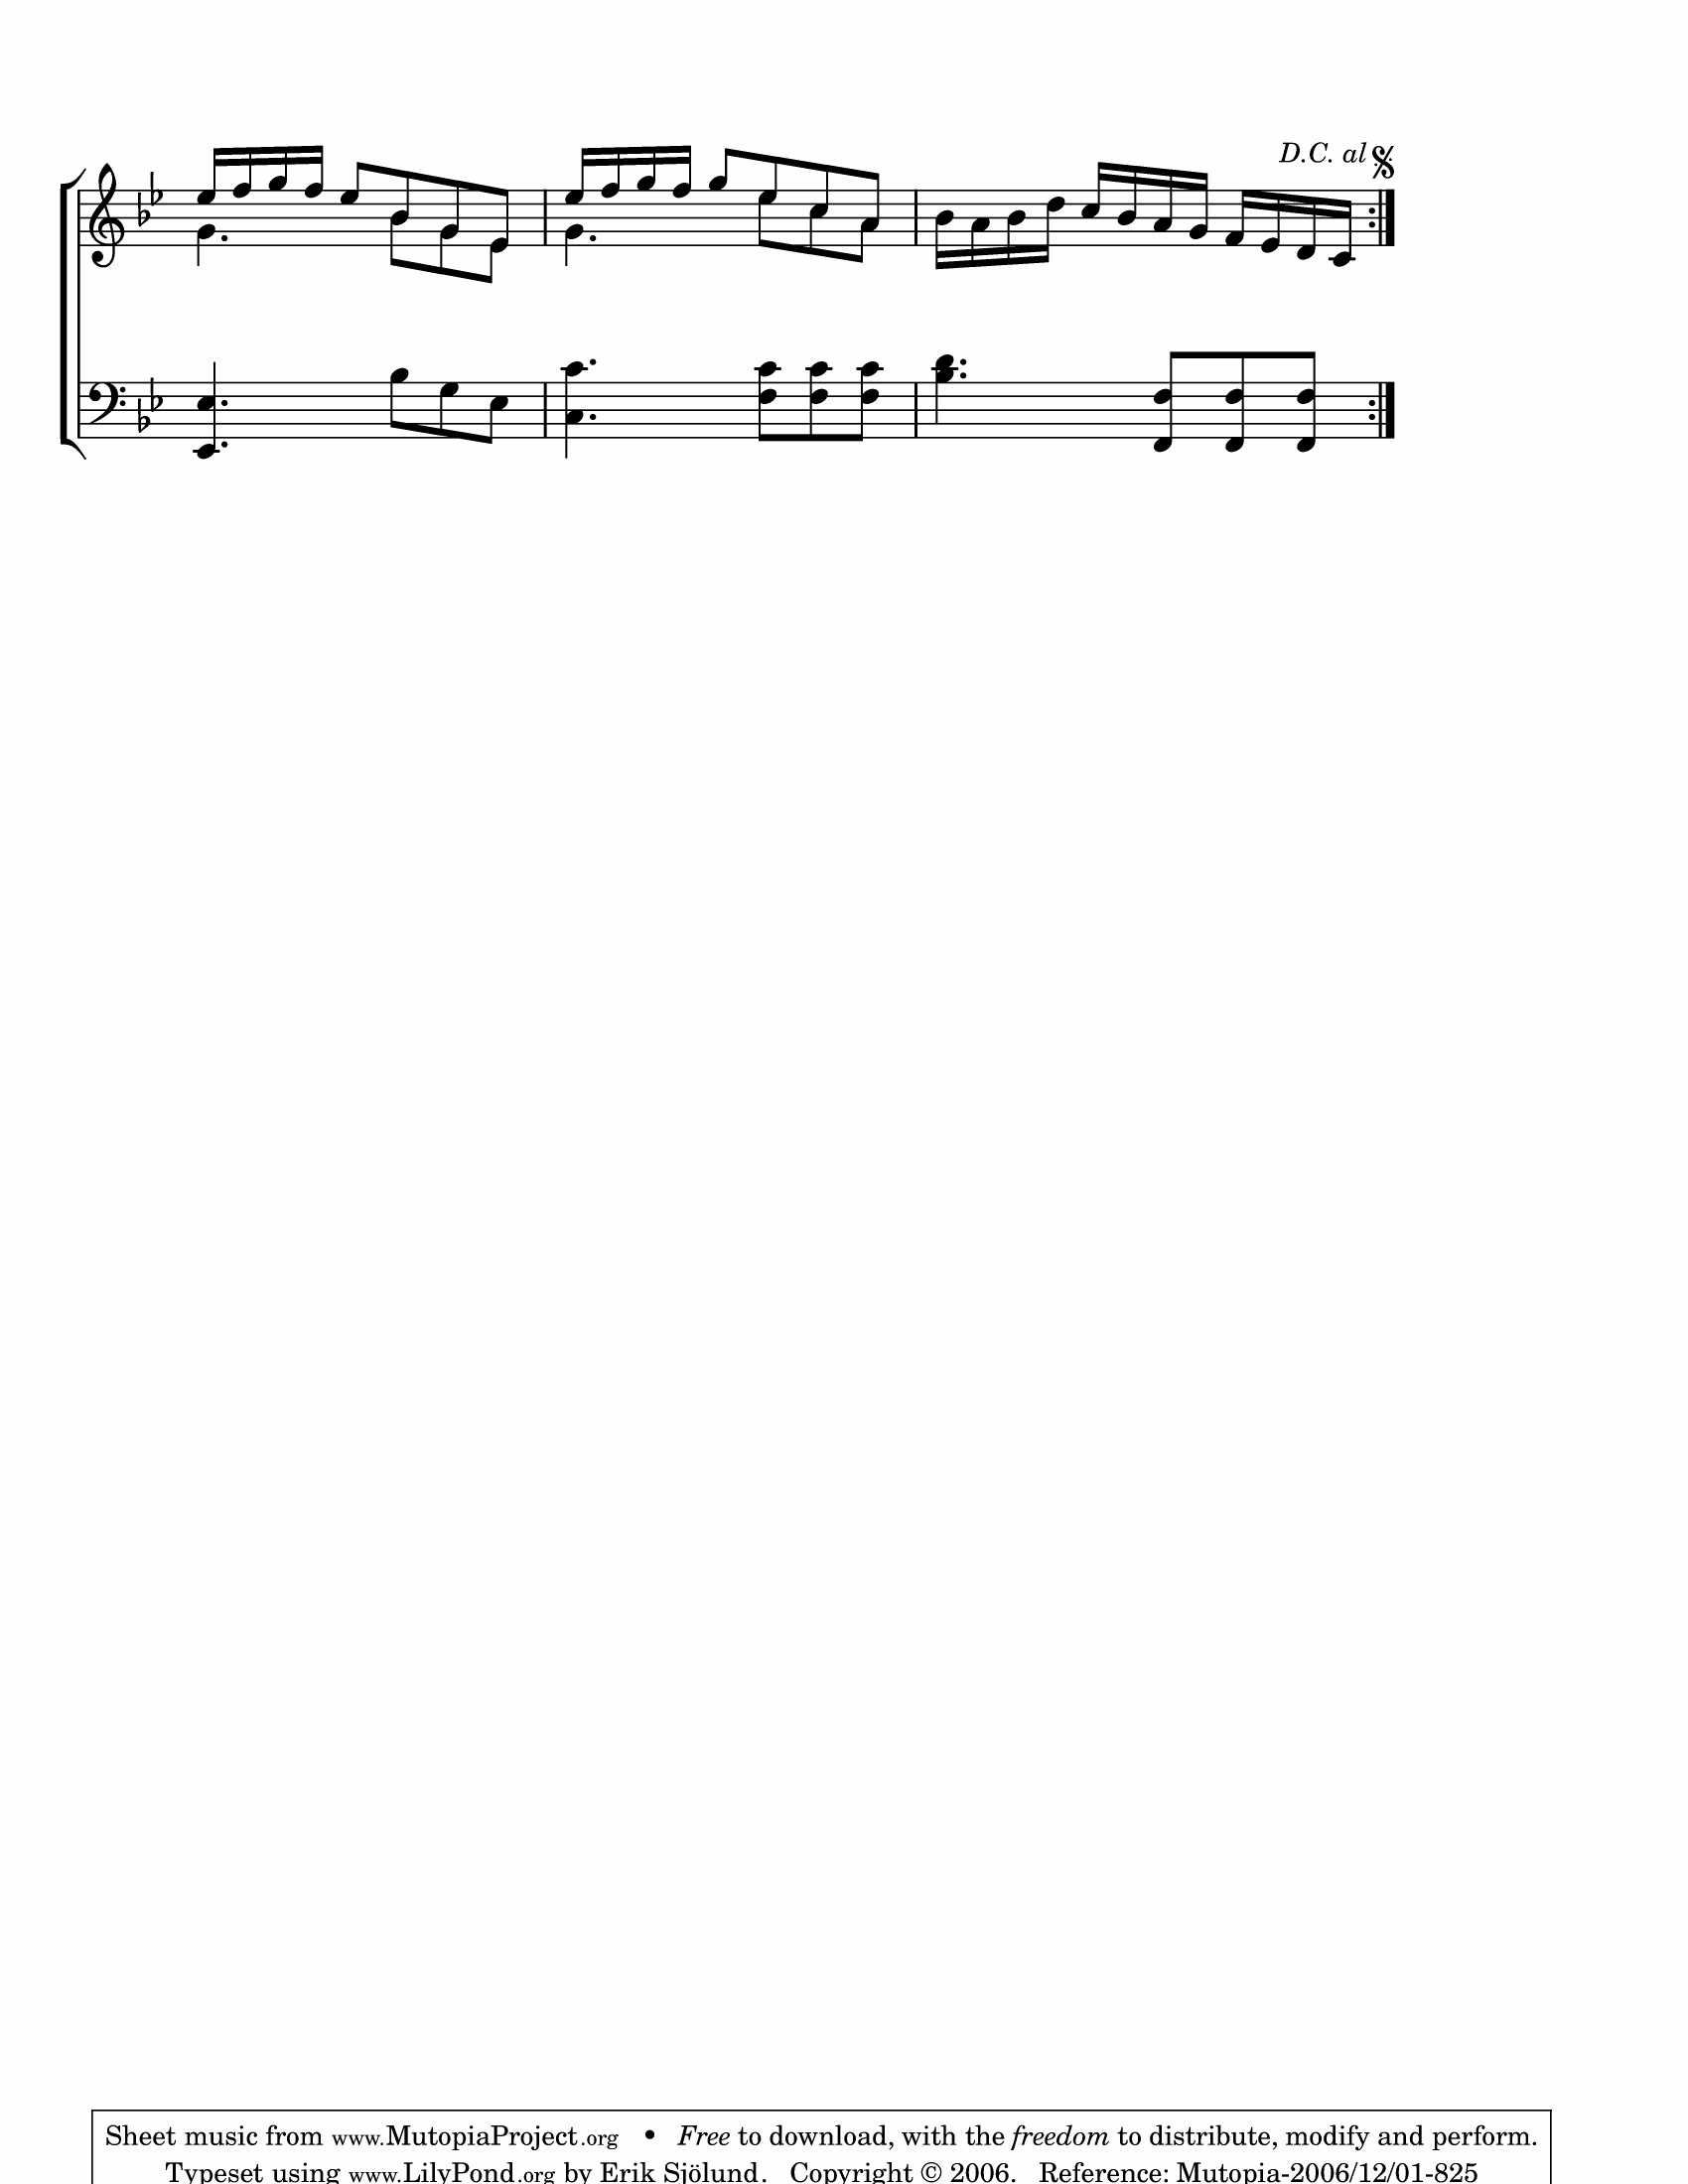 D.C. al
Sheet music from www.MutopiaProject.org • Free to download, with the freedom to distribute, modify and perform.
Typeset using www.LilyPond.org by Erik Sjölund. Copyright © 2006. Reference: Mutopia-2006/12/01-825